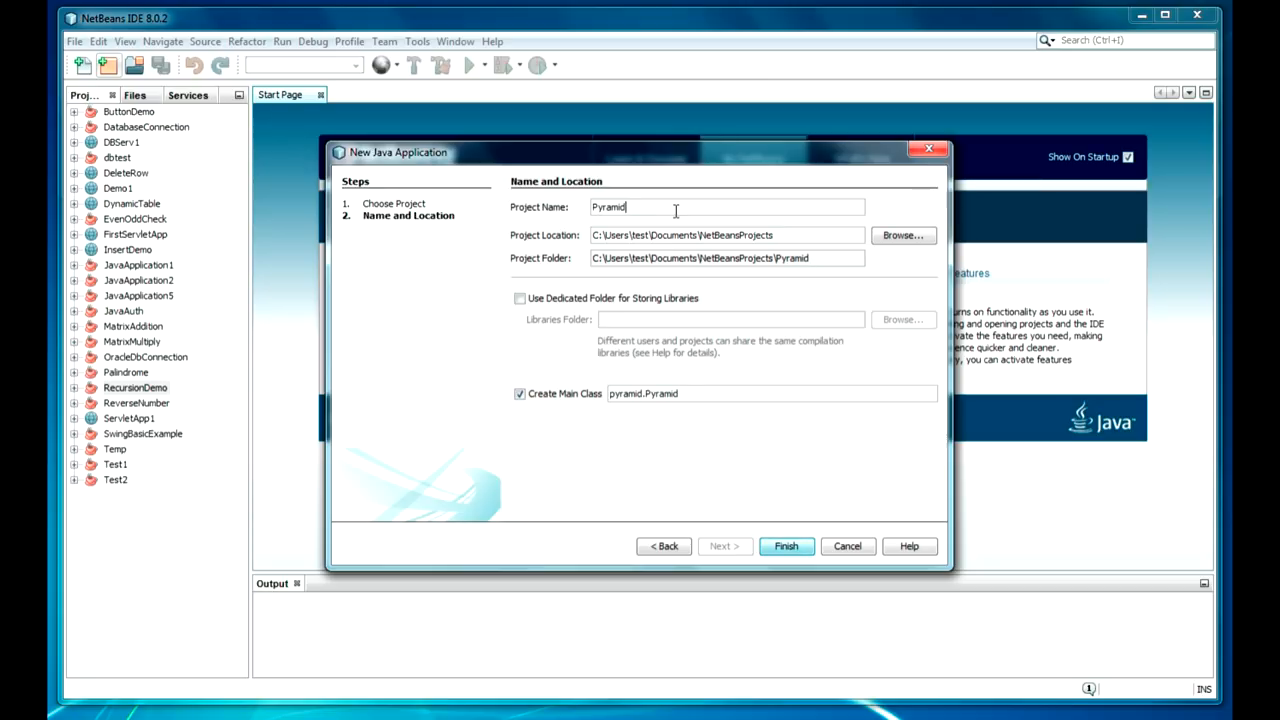 NetBeans IDE 8.0.2
File Edit View Navigate Source Refactor Run Debug Profile Team Tools Window Help
Search (Ctrl+I)
Proj... Files Services
Start Page
ButtonDemo
DatabaseConnection
DBServ1
dbtest
DeleteRow
Demo1
DynamicTable
EvenOddCheck
FirstServletApp
InsertDemo
JavaApplication1
JavaApplication2
JavaApplication5
JavaAuth
MatrixAddition
MatrixMultiply
OracleDbConnection
Palindrome
RecursionDemo
ReverseNumber
ServletApp1
SwingBasicExample
Temp
Test1
Test2
Show On Startup
New Java Application
Steps
1. Choose Project
2. Name and Location
Name and Location
Project Name: Pyramid
Project Location: C:\Users\test\Documents\NetBeansProjects Browse...
Project Folder: C:\Users\test\Documents\NetBeansProjects\Pyramid
Use Dedicated Folder for Storing Libraries
Libraries Folder: Browse...
Different users and projects can share the same compilation
libraries (see Help for details).
Create Main Class pyramid.Pyramid
< Back Next > Finish Cancel Help
eatures
urns on functionality as you use it.
ng and opening projects and the IDE
vate the features you need, making
ence quicker and cleaner.
y, you can activate features
Java
Output
1 INS